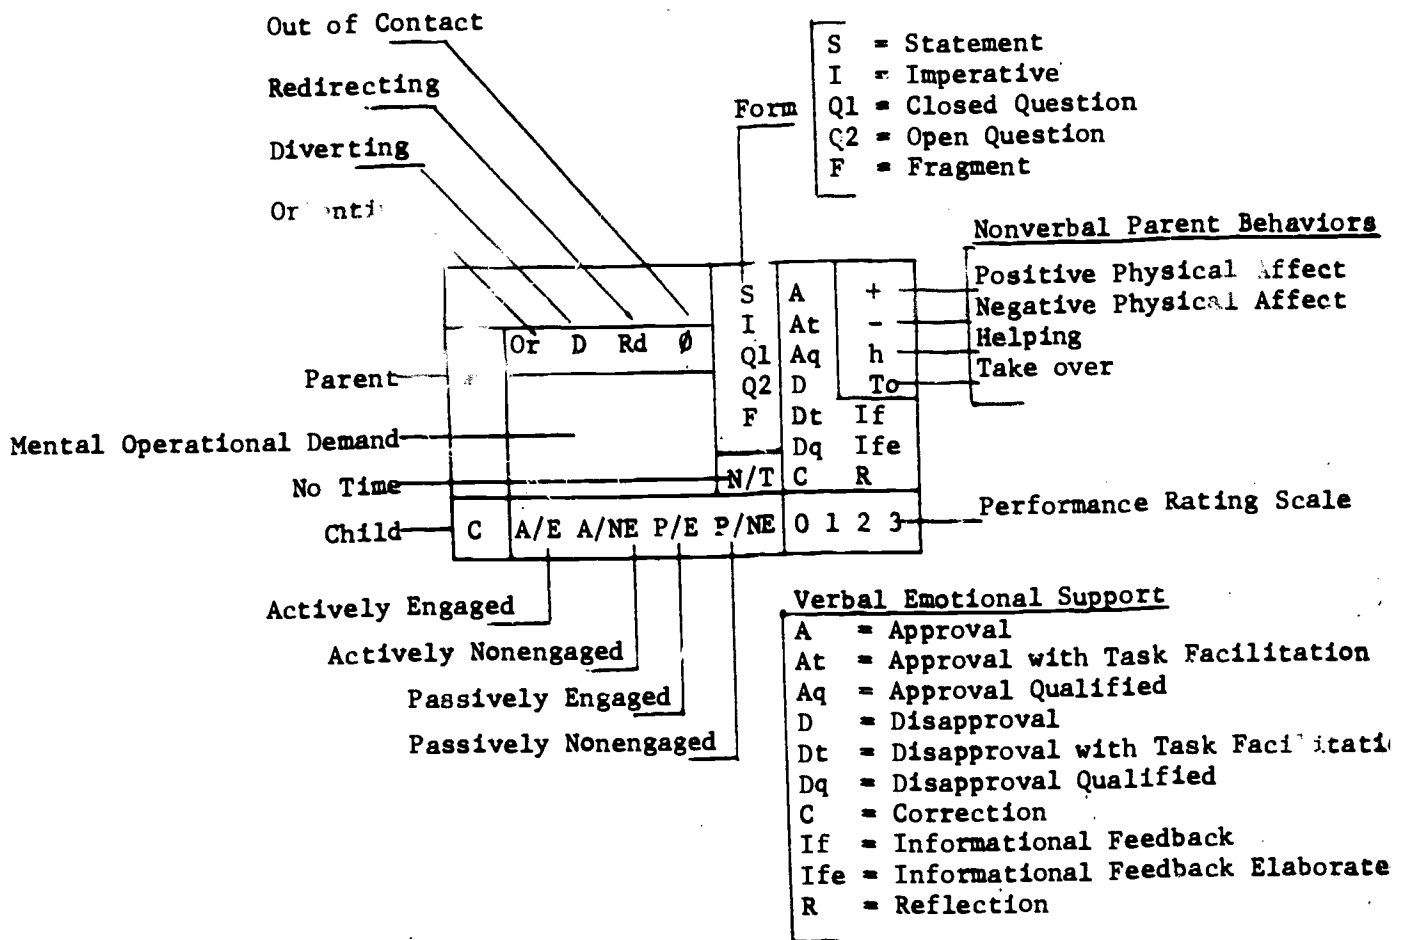 Out of Contact
Redirecting
Diverting
Form
S = Statement
I = Imperative
Q1 = Closed Question
Q2 = Open Question
F = Fragment
Nonverbal Parent Behaviors
Positive Physical Affect
Negative Physical Affect
Helping
Take over
S A +
I At -
Or D Rd Ø
Q1 Aq h
Parent
Q2 D To
F Dt If
Mental Operational Demand
Dq Ife
No Time
N/T C R
Performance Rating Scale
Child
C A/E A/NE P/E P/NE 0 1 2 3
Actively Engaged
Actively Nonengaged
Passively Engaged
Passively Nonengaged
Verbal Emotional Support
A = Approval
At = Approval with Task Facilitation
Aq = Approval Qualified
D = Disapproval
Dt = Disapproval with Task
Dq = Disapproval Qualified
C = Correction
If = Informational Feedback
Ife = Informational Feedback Elaborate
R = Reflection